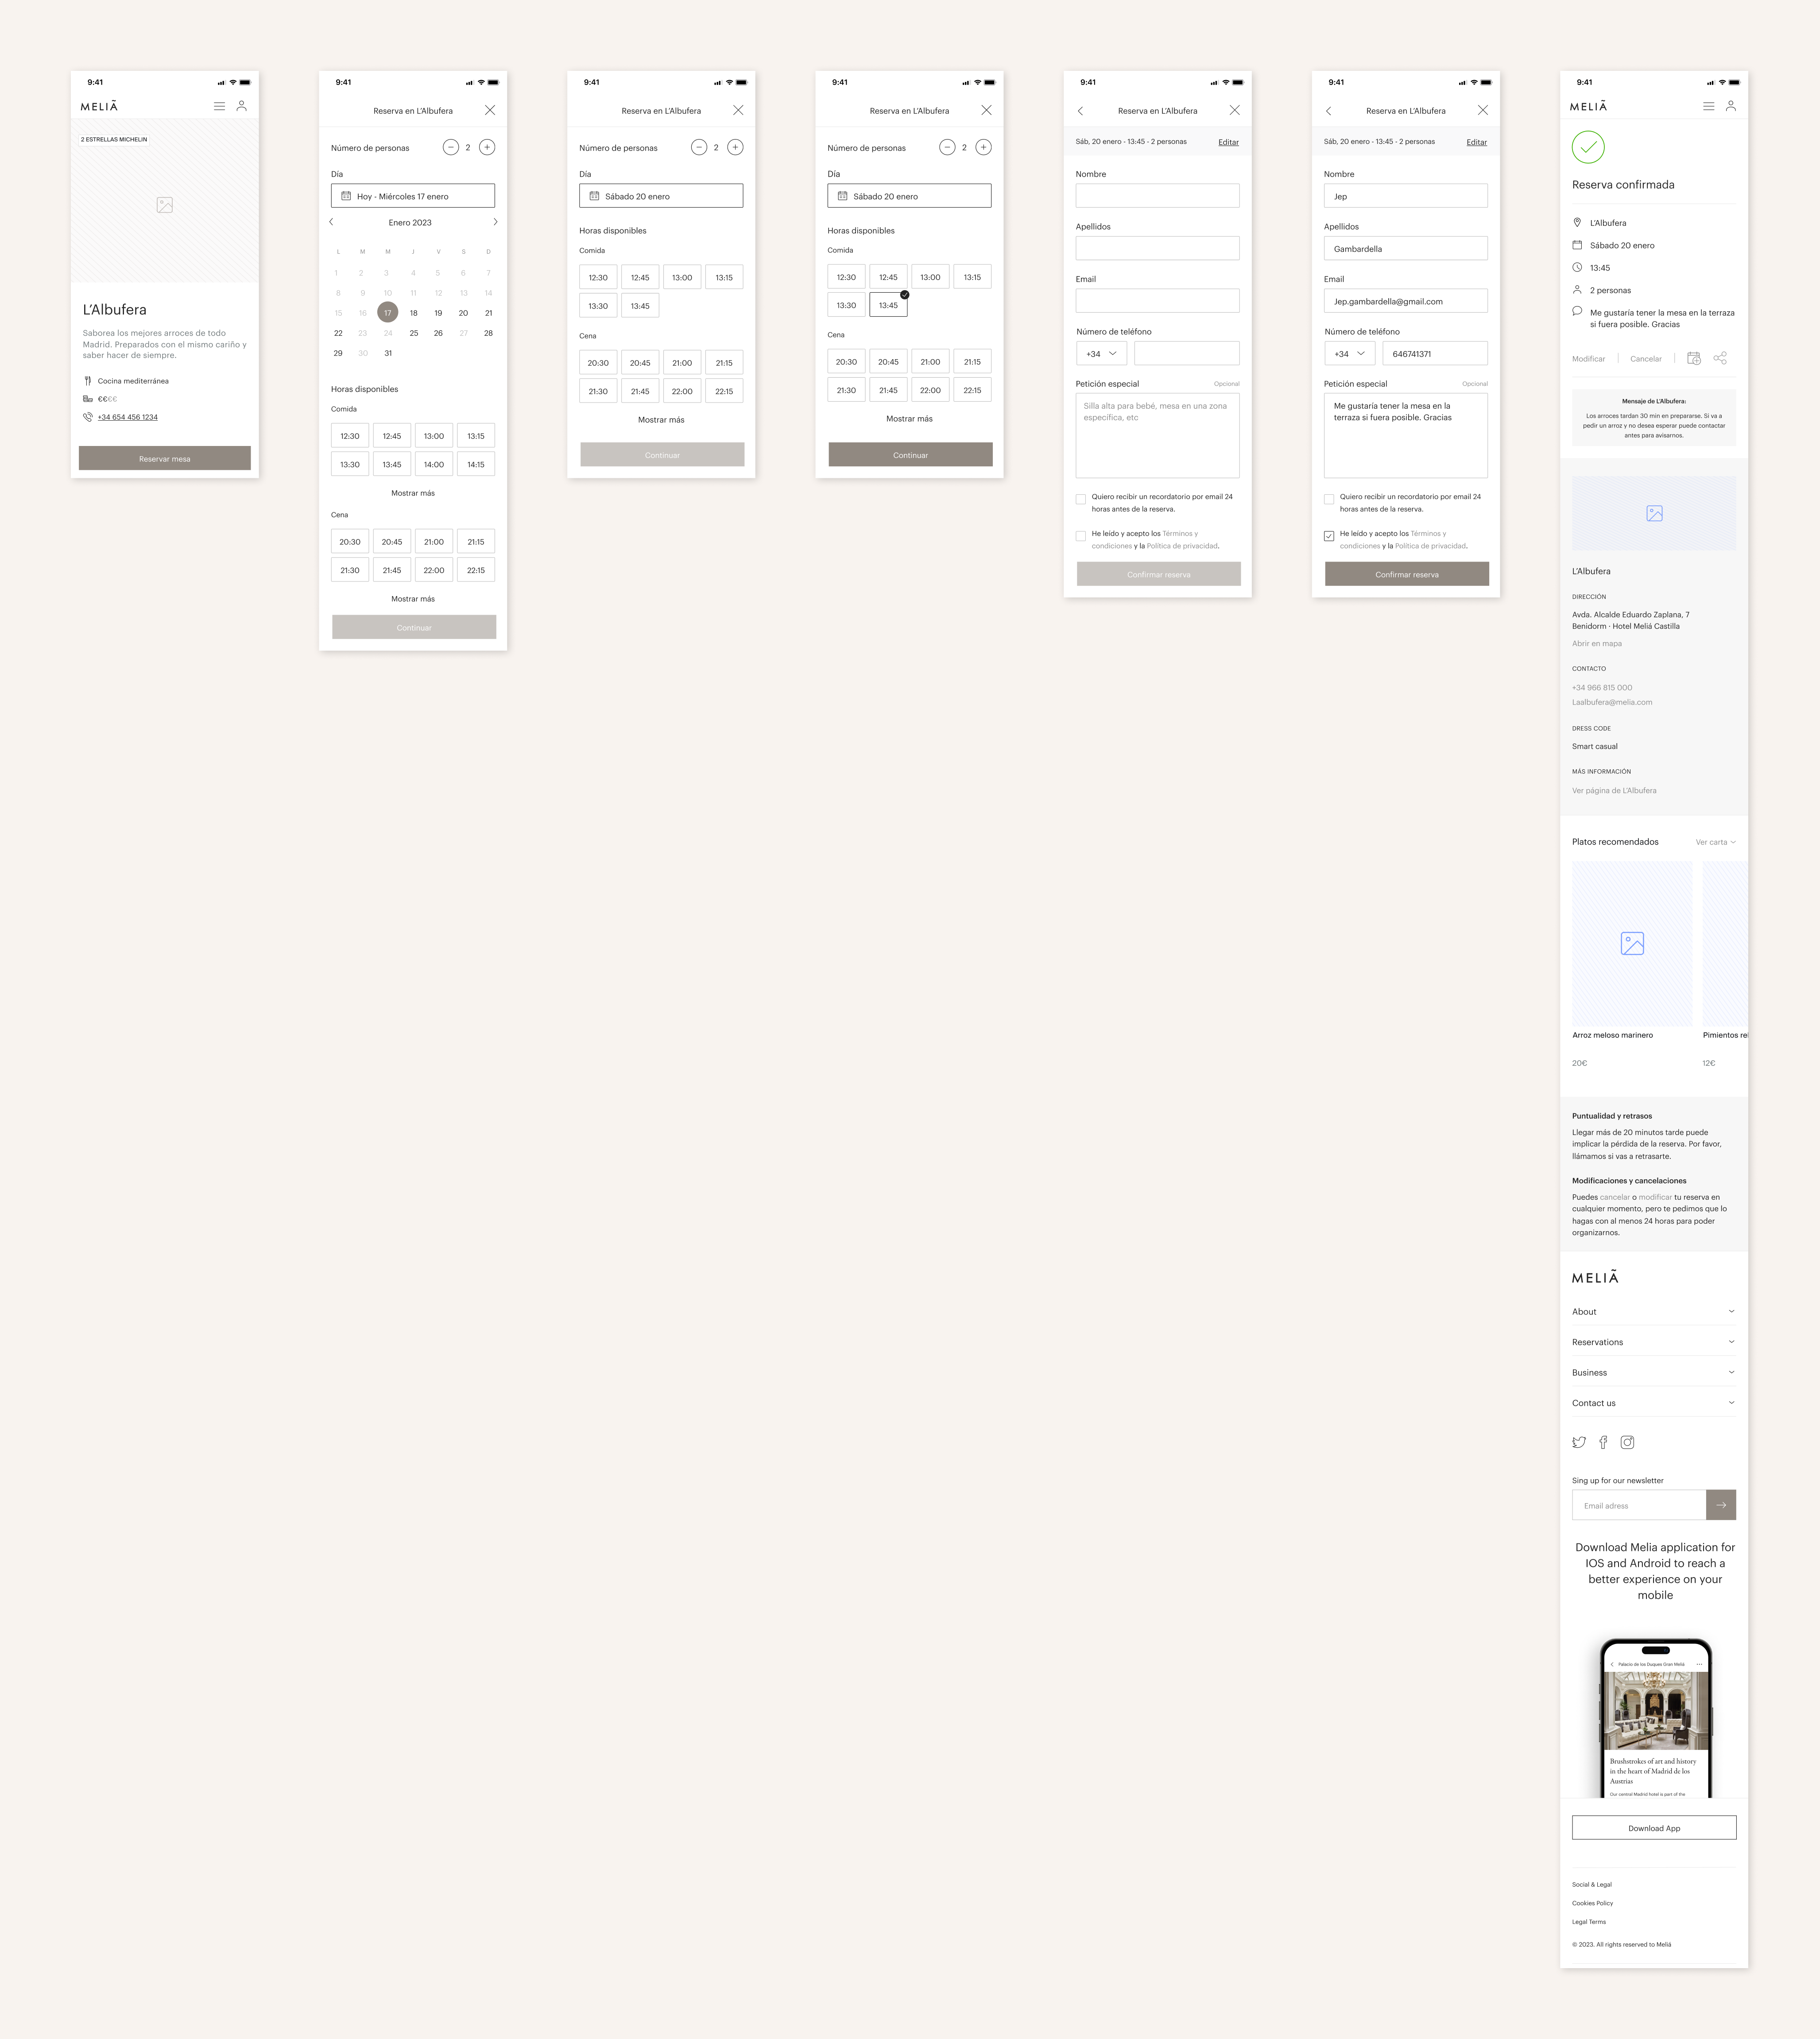 9:41
MELIÃ
2 ESTRELLAS MICHELIN
L'Albufera
Saborea los mejores arroces de todo
Madrid. Preparados con el mismo cariño y
saber hacer de siempre.
Cocina mediterránea
€€€€
+34 654 456 1234
Reservar mesa
9:41
Reserva en L'Albufera
Número de personas
2
Día
Hoy - Miércoles 17 enero
Enero 2023
L M M J V S D
1 2 3 4 5 6 7
8 9 10 11 12 13 14
15 16 17 18 19 20 21
22 23 24 25 26 27 28
29 30 31
Horas disponibles
Comida
12:30 12:45 13:00 13:15
13:30 13:45 14:00 14:15
Mostrar más
Cena
20:30 20:45 21:00 21:15
21:30 21:45 22:00 22:15
Mostrar más
Continuar
9:41
Reserva en L'Albufera
Número de personas
2
Día
Sábado 20 enero
Horas disponibles
Comida
12:30 12:45 13:00 13:15
13:30 13:45
Cena
20:30 20:45 21:00 21:15
21:30 21:45 22:00 22:15
Mostrar más
Continuar
9:41
Reserva en L'Albufera
Número de personas
2
Día
Sábado 20 enero
Horas disponibles
Comida
12:30 12:45 13:00 13:15
13:30 13:45
Cena
20:30 20:45 21:00 21:15
21:30 21:45 22:00 22:15
Mostrar más
Continuar
9:41
Reserva en L'Albufera
Sáb, 20 enero - 13:45 - 2 personas Editar
Nombre
Apellidos
Email
Número de teléfono
+34
Petición especial Opcional
Silla alta para bebé, mesa en una zona
específica, etc
Quiero recibir un recordatorio por email 24
horas antes de la reserva.
He leído y acepto los Términos y
condiciones y la Política de privacidad.
Confirmar reserva
9:41
Reserva en L'Albufera
Sáb, 20 enero - 13:45 - 2 personas Editar
Nombre
Jep
Apellidos
Gambardella
Email
Jep.gambardella@gmail.com
Número de teléfono
+34 646741371
Petición especial Opcional
Me gustaría tener la mesa en la
terraza si fuera posible. Gracias
Quiero recibir un recordatorio por email 24
horas antes de la reserva.
He leído y acepto los Términos y
condiciones y la Política de privacidad.
Confirmar reserva
9:41
MELIÃ
Reserva confirmada
L'Albufera
Sábado 20 enero
13:45
2 personas
Me gustaría tener la mesa en la terraza
si fuera posible. Gracias
Modificar Cancelar
Mensaje de L'Albufera:
Los arroces tardan 30 min en prepararse. Si va a
pedir un arroz y no desea esperar puede contactar
antes para avisarnos.
L'Albufera
DIRECCIÓN
Avda. Alcalde Eduardo Zaplana, 7
Benidorm · Hotel Meliá Castilla
Abrir en mapa
CONTACTO
+34 966 815 000
Laalbufera@melia.com
DRESS CODE
Smart casual
MÁS INFORMACIÓN
Ver página de L'Albufera
Platos recomendados Ver carta
Arroz meloso marinero Pimientos rel
20€ 12€
Puntualidad y retrasos
Llegar más de 20 minutos tarde puede
implicar la pérdida de la reserva. Por favor,
llámamos si vas a retrasarte.
Modificaciones y cancelaciones
Puedes cancelar o modificar tu reserva en
cualquier momento, pero te pedimos que lo
hagas con al menos 24 horas para poder
organizarnos.
MELIÃ
About
Reservations
Business
Contact us
Sing up for our newsletter
Email adress
Download Melia application for
IOS and Android to reach a
better experience on your
mobile
Palacio de los Duques Gran Meliá
Brushstrokes of art and history
in the heart of Madrid de los
Austrias
Our central Madrid hotel is part of the
Download App
Social & Legal
Cookies Policy
Legal Terms
© 2023. All rights reserved to Meliá